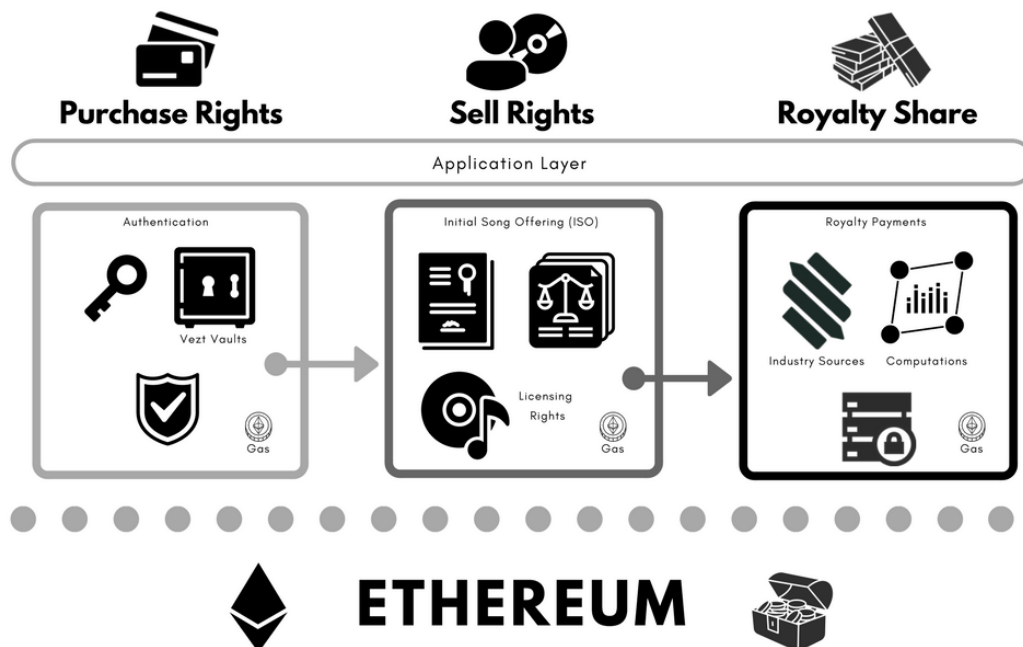 Purchase Rights
Sell Rights
Royalty Share
Application Layer
Authentication
Vezt Vaults
Gas
Initial Song Offering (ISO)
Licensing
Rights
Gas
Royalty Payments
Industry Sources
Computations
Gas
ETHEREUM